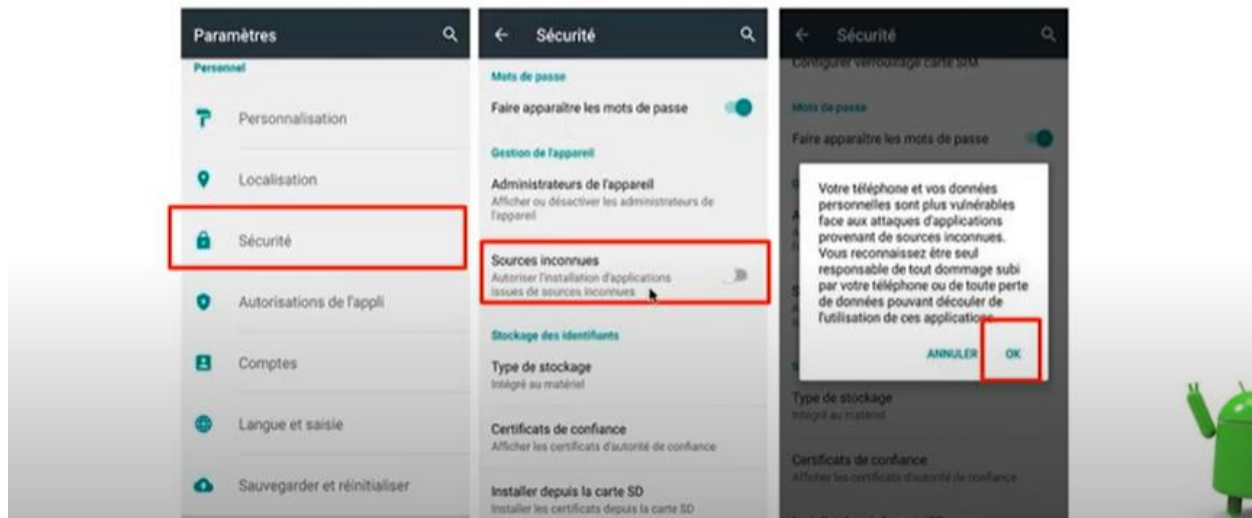 Paramètres
Personnel
Personnalisation
Localisation
Sécurité
Autorisations de l'appli
Comptes
Langue et saisie
Sauvegarder et réinitialiser
Sécurité
Mots de passe
Faire apparaître les mots de passe
Gestion de l'appareil
Administrateurs de l'appareil
Afficher ou désactiver les administrateurs de
l'appareil
Sources inconnues
Autoriser l'installation d'applications
issues de sources inconnues
Stockage des identifiants
Type de stockage
Intégré au matériel
Certificats de confiance
Afficher les certificats d'autorité de confiance
Installer depuis la carte SD
Installer les certificats depuis la carte SD
Sécurité
Configurer verrouillage carte SIM
Mots de passe
Faire apparaître les mots de passe
Votre téléphone et vos données
personnelles sont plus vulnérables
face aux attaques d'applications
provenant de sources inconnues.
Vous reconnaissez être seul
responsable de tout dommage subi
par votre téléphone ou de toute perte
de données pouvant découler de
l'utilisation de ces applications.
ANNULER OK
Type de stockage
Intégré au matériel
Certificats de confiance
Afficher les certificats d'autorité de confiance